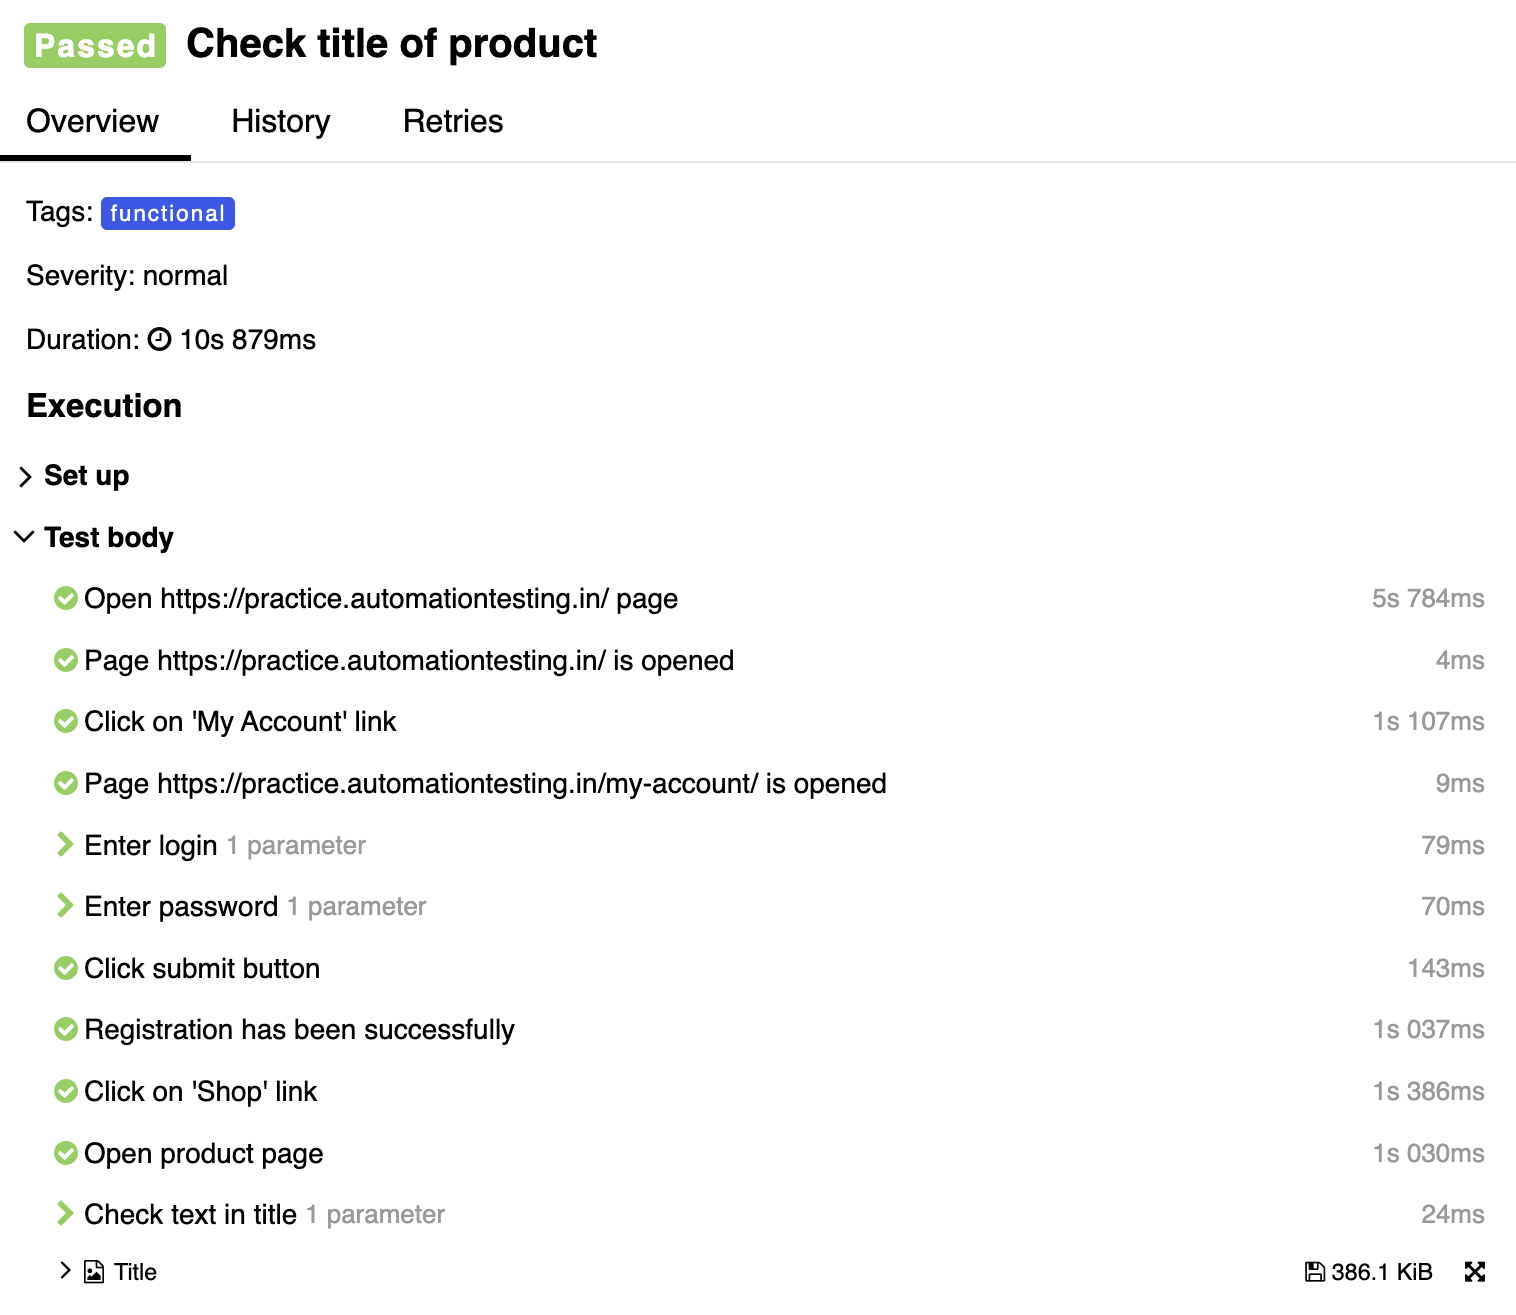 Passed Check title of product
Overview History Retries
Tags: functional
Severity: normal
Duration: 10s 879ms
Execution
Set up
Test body
Open https://practice.automationtesting.in/ page 5s 784ms
Page https://practice.automationtesting.in/ is opened 4ms
Click on 'My Account' link 1s 107ms
Page https://practice.automationtesting.in/my-account/ is opened 9ms
Enter login 1 parameter 79ms
Enter password 1 parameter 70ms
Click submit button 143ms
Registration has been successfully 1s 037ms
Click on 'Shop' link 1s 386ms
Open product page 1s 030ms
Check text in title 1 parameter 24ms
Title 386.1 KiB